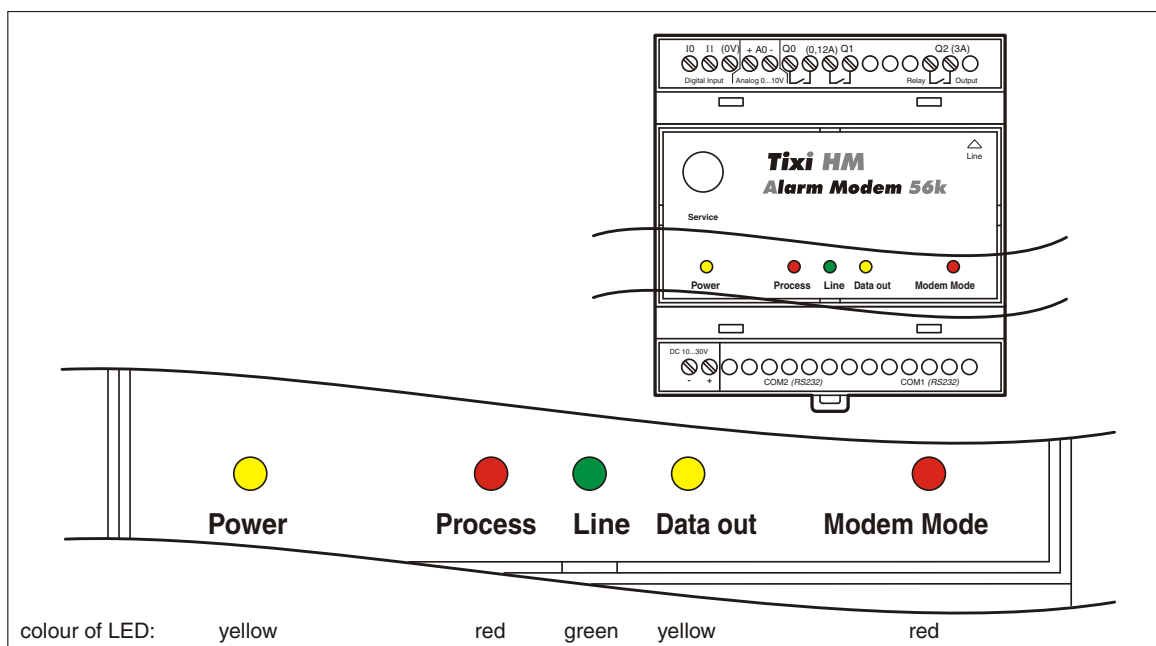 I0 I1 (0V) + A0 - Q0 (0,12A) Q1 Q2 (3A)
Digital Input Analog 0...10V Relay Output
Line
Tixi HM
Alarm Modem 56k
Service
Power Process Line Data out Modem Mode
DC 10...30V
- +
COM2 (RS232) COM1 (RS232)
Power Process Line Data out Modem Mode
colour of LED: yellow red green yellow red